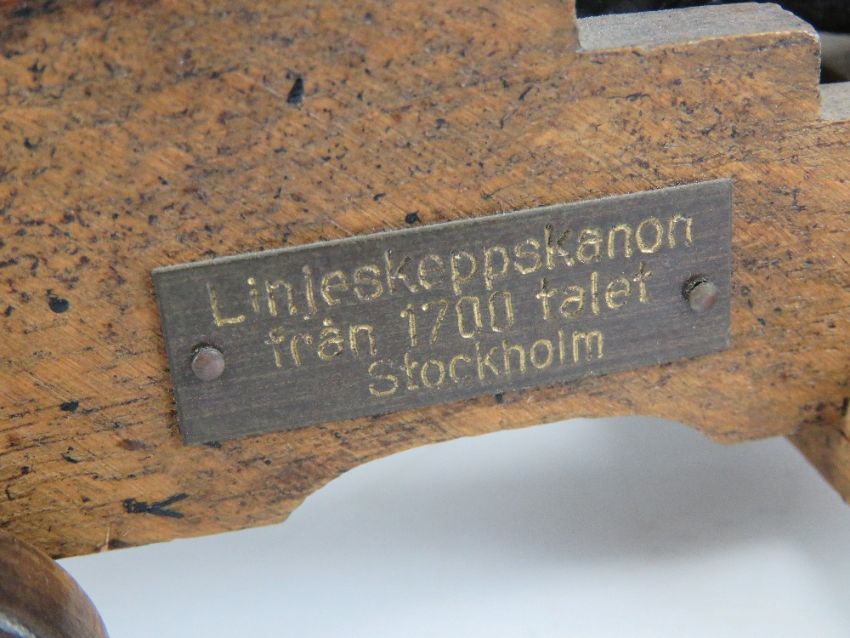 Linjeskeppskanon
från 1700 talet
Stockholm